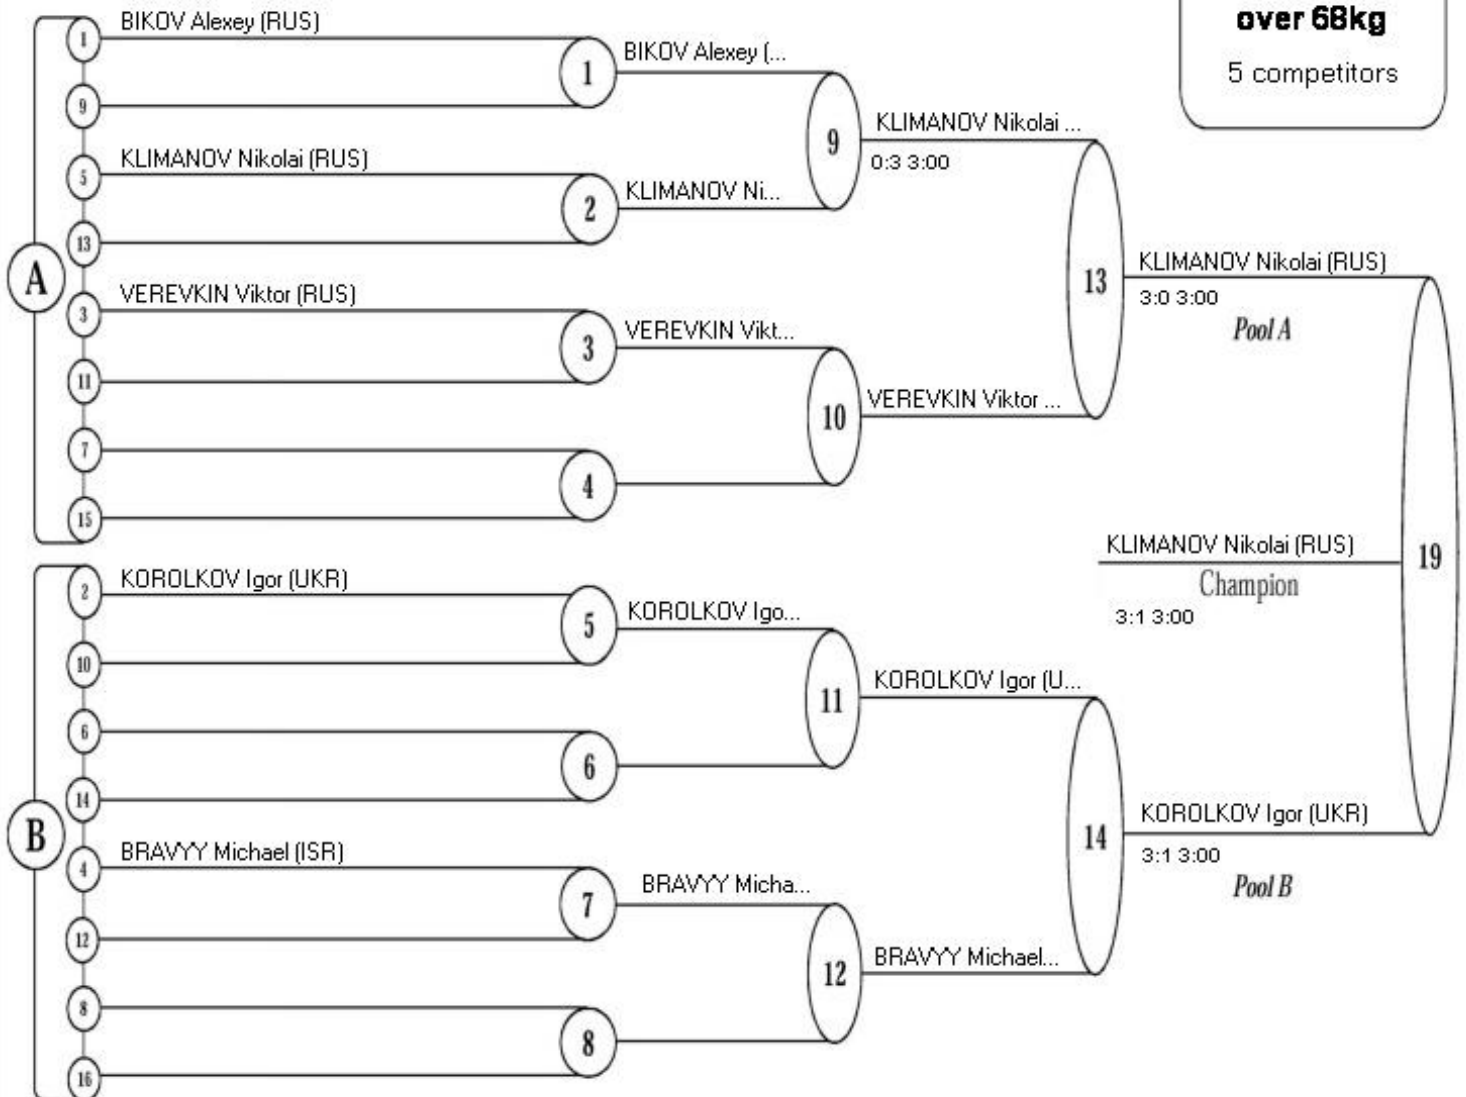 over 68kg
5 competitors
A
1
BIKOV Alexey (RUS)
9
5
KLIMANOV Nikolai (RUS)
13
3
VEREVKIN Viktor (RUS)
11
7
15
1
BIKOV Alexey (...
2
KLIMANOV Ni...
3
VEREVKIN Vikt...
4
9
KLIMANOV Nikolai ...
0:3 3:00
10
VEREVKIN Viktor ...
13
KLIMANOV Nikolai (RUS)
3:0 3:00
Pool A
B
2
KOROLKOV Igor (UKR)
10
6
14
4
BRAVYY Michael (ISR)
12
8
16
5
KOROLKOV Igo...
6
7
BRAVYY Micha...
8
11
KOROLKOV Igor (U...
12
BRAVYY Michael...
14
KOROLKOV Igor (UKR)
3:1 3:00
Pool B
19
KLIMANOV Nikolai (RUS)
Champion
3:1 3:00